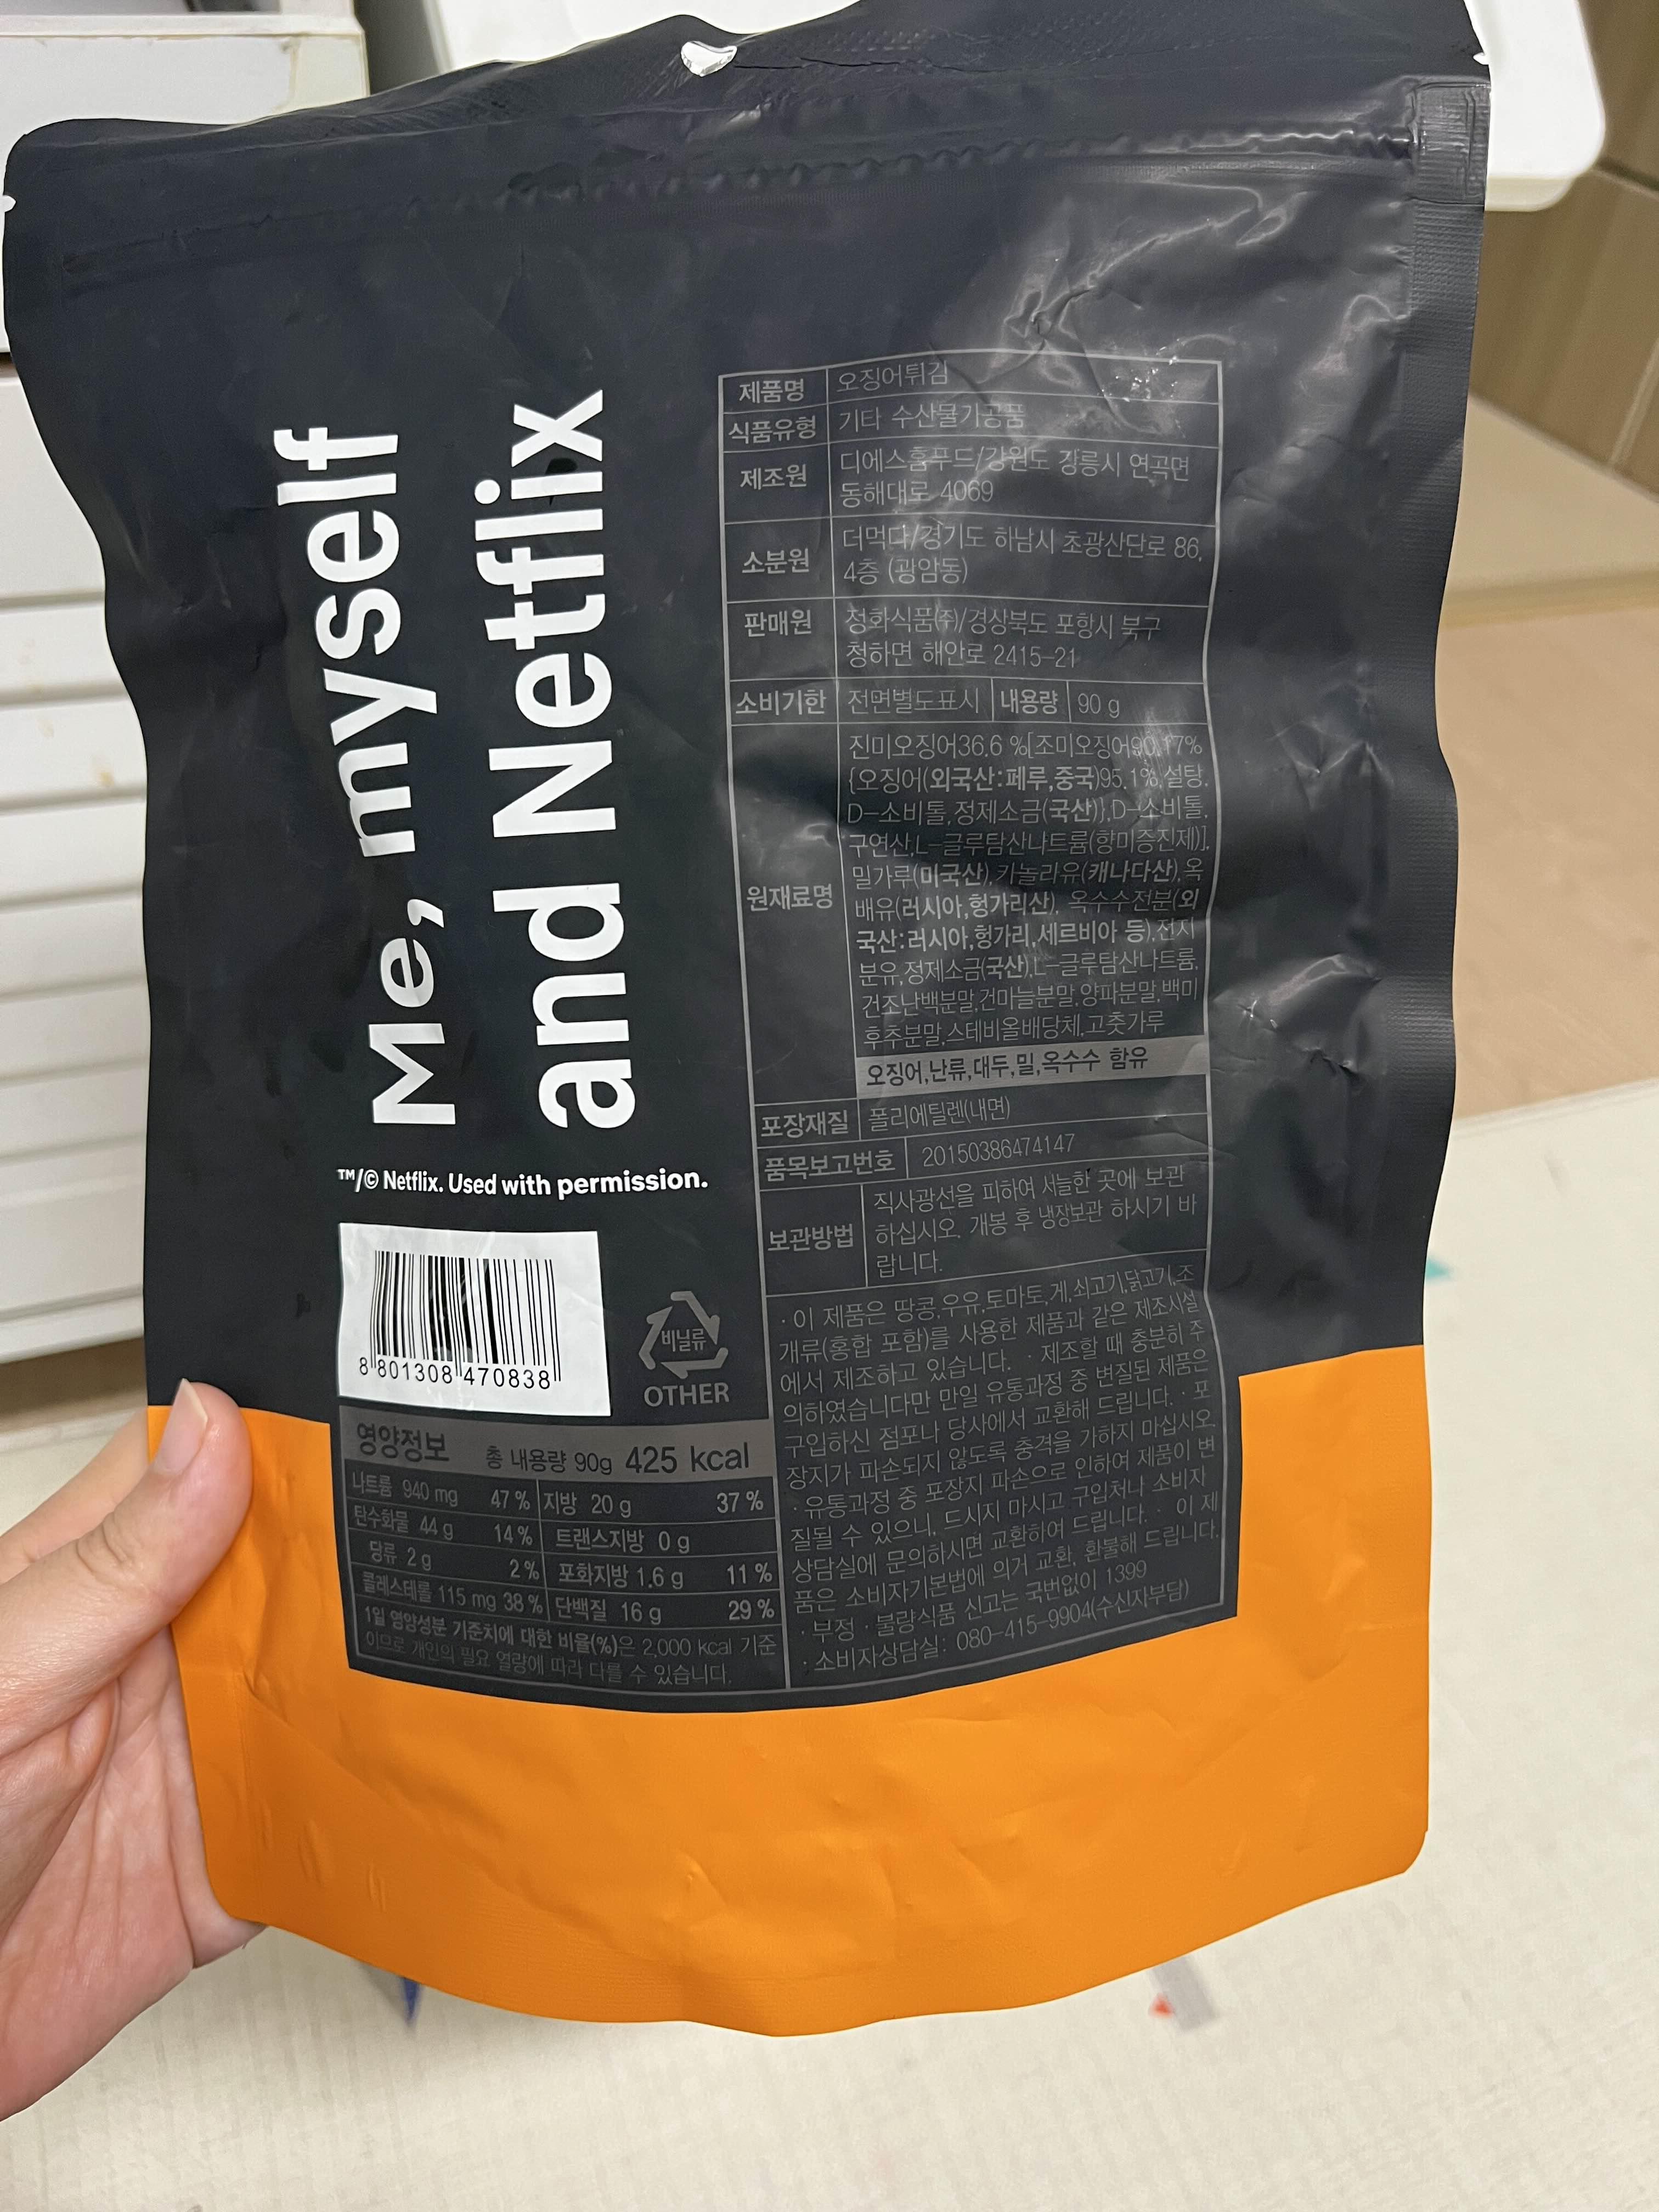 Me, myself
and Netflix
TM/© Netflix. Used with permission.
제품명 오징어튀김
식품유형 기타 수산물가공품
제조원 디에스홈푸드/강원도 강릉시 연곡면
동해대로 4069
소분원 더먹다/경기도 하남시 초광산단로 86,
4층 (광암동)
판매원 정화식품(주)/경상북도 포항시 북구
청하면 해안로 2415-21
소비기한 전면별도표시 내용량 90 g
원재료명 진미오징어36.6 %[조미오징어90.17%
{오징어(외국산:페루,중국)95.1%,설탕,
D-소비톨,정제소금(국산)},D-소비톨,
구연산,L-글루탐산나트륨(향미증진제)],
밀가루(미국산),카놀라유(캐나다산),옥
배유(러시아,헝가리산), 옥수수전분(외
국산:러시아,헝가리,세르비아 등),전지
분유,정제소금(국산),L-글루탐산나트륨,
건조난백분말,건마늘분말,양파분말,백미
후추분말,스테비올배당체,고춧가루
오징어,난류,대두,밀,옥수수 함유
포장재질 폴리에틸렌(내면)
품목보고번호 20150386474147
보관방법 직사광선을 피하여 서늘한 곳에 보관
하십시오. 개봉 후 냉장보관 하시기 바
랍니다.
· 이 제품은 땅콩,우유,토마토,게,쇠고기,닭고기,조
개류(홍합 포함)를 사용한 제품과 같은 제조시설
에서 제조하고 있습니다. · 제조할 때 충분히 주
의하였습니다만 만일 유통과정 중 변질된 제품은
구입하신 점포나 당사에서 교환해 드립니다. · 포
장지가 파손되지 않도록 충격을 가하지 마십시오.
· 유통과정 중 포장지 파손으로 인하여 제품이 변
질될 수 있으니, 드시지 마시고 구입처나 소비자
상담실에 문의하시면 교환하여 드립니다. · 이 제
품은 소비자기본법에 의거 교환, 환불해 드립니다.
· 부정 · 불량식품 신고는 국번없이 1399
· 소비자상담실: 080-415-9904(수신자부담)
8 801308 470838
비닐류
OTHER
영양정보 총 내용량 90g 425 kcal
나트륨 940 mg 47 % 지방 20 g 37 %
탄수화물 44 g 14 % 트랜스지방 0 g
당류 2 g 2 % 포화지방 1.6 g 11 %
콜레스테롤 115 mg 38 % 단백질 16 g 29 %
1일 영양성분 기준치에 대한 비율(%)은 2,000 kcal 기준
이므로 개인의 필요 열량에 따라 다를 수 있습니다.